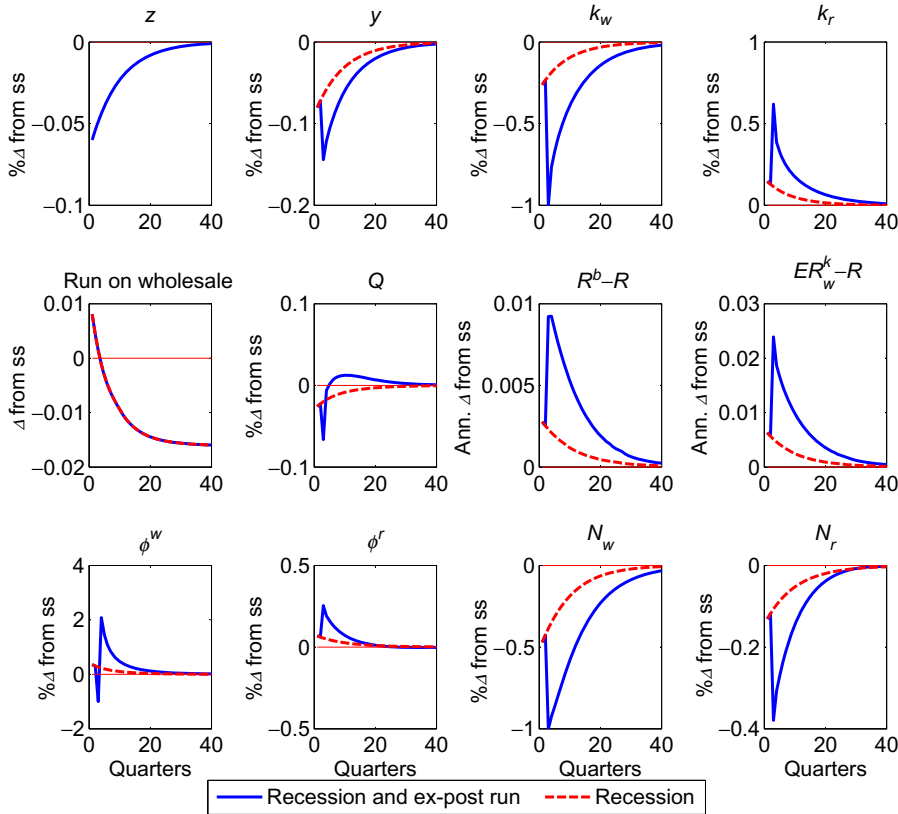 z y k_w k_r
0 0 0 1
%Δ from ss %Δ from ss %Δ from ss %Δ from ss
−0.05 −0.1 −0.5 0.5
−0.1 −0.2 −1 0
0 20 40 0 20 40 0 20 40 0 20 40
Run on wholesale Q R^b−R ER_w^k−R
0.01 0.1 0.01 0.03
Δ from ss %Δ from ss Ann. Δ from ss Ann. Δ from ss
0 0 0.005 0.02
−0.01 0.01
−0.02 −0.1 0 0
0 20 40 0 20 40 0 20 40 0 20 40
ϕ^w ϕ^r N_w N_r
4 0.5 0 0
%Δ from ss %Δ from ss %Δ from ss %Δ from ss
2 0 −0.5 −0.2
0
−2 −0.5 −1 −0.4
0 20 40 0 20 40 0 20 40 0 20 40
Quarters Quarters Quarters Quarters
Recession and ex-post run Recession